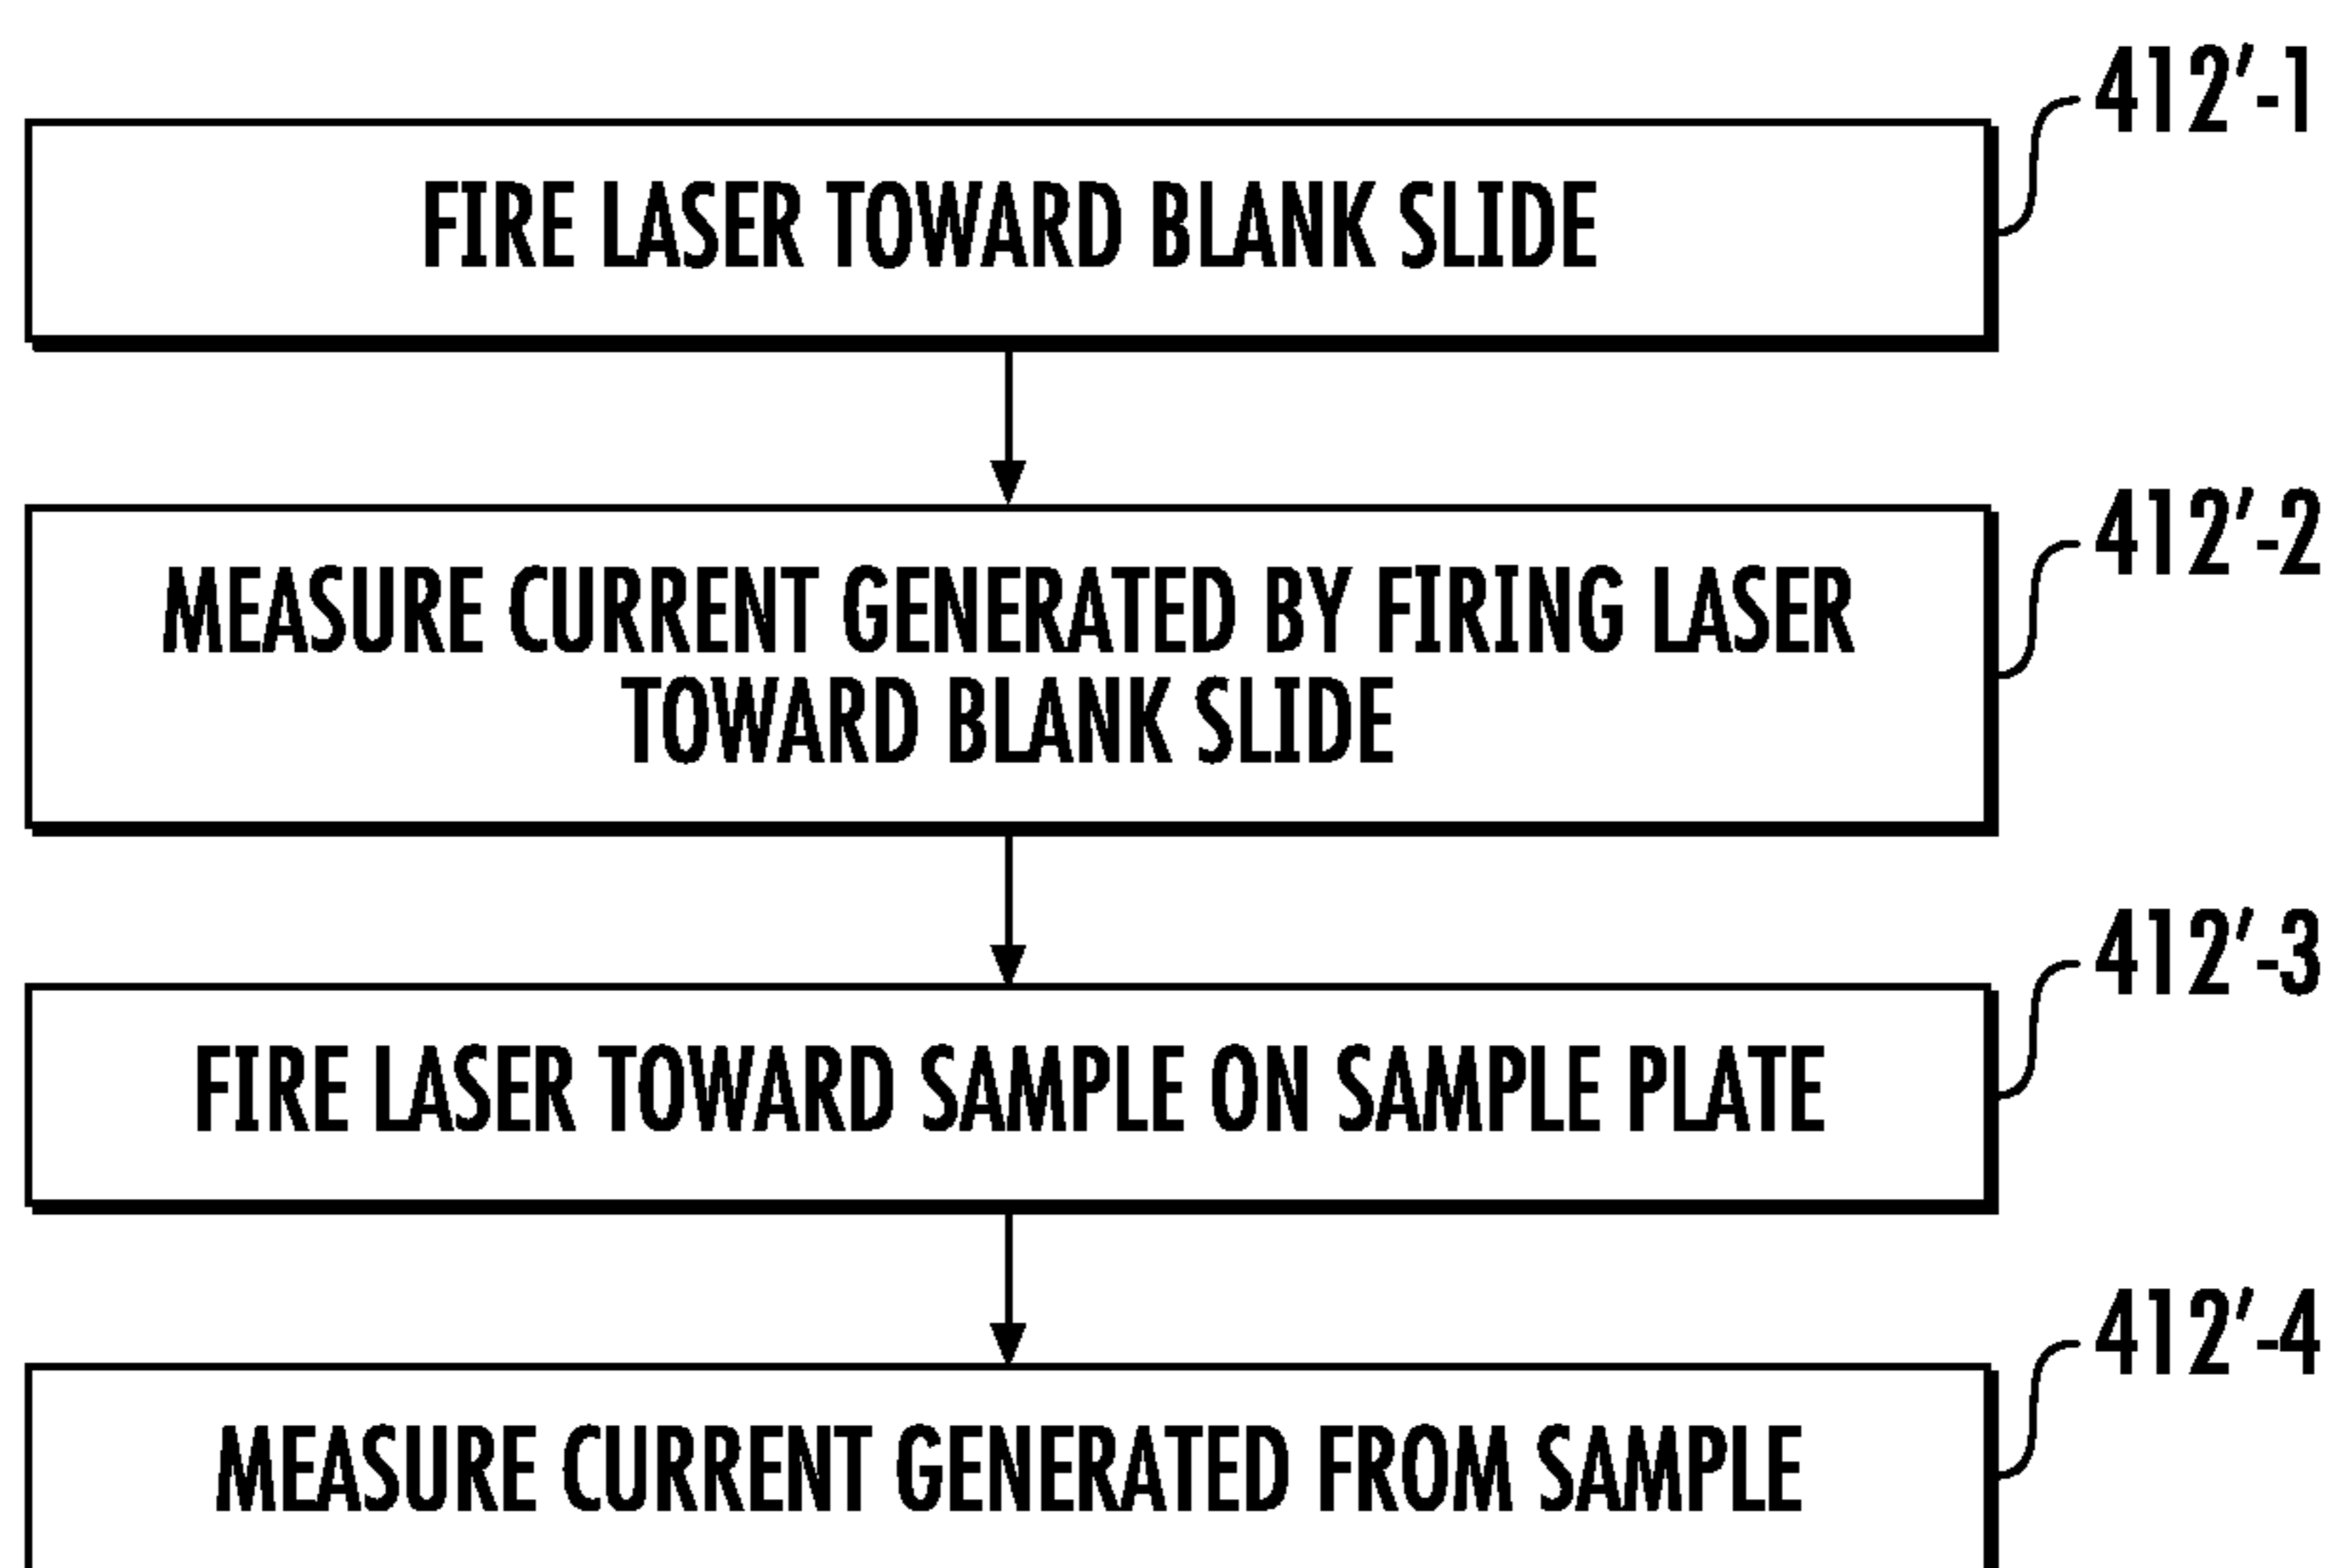 412′-1
FIRE LASER TOWARD BLANK SLIDE
412′-2
MEASURE CURRENT GENERATED BY FIRING LASER
TOWARD BLANK SLIDE
412′-3
FIRE LASER TOWARD SAMPLE ON SAMPLE PLATE
412′-4
MEASURE CURRENT GENERATED FROM SAMPLE